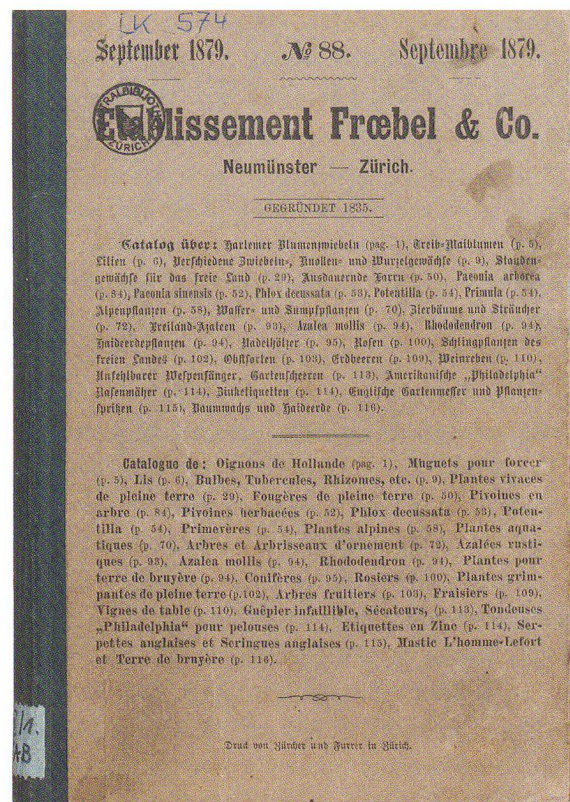 LK 574
September 1879. № 88. Septembre 1879.
ZENTRALBIBLIOTHEK ZÜRICH
Etablissement Frœbel & Co.
Neumünster — Zürich.
GEGRÜNDET 1835.
Catalog über: Harlemer Blumenzwiebeln (pag. 1), Treib-Maiblumen (p. 5),
Lilien (p. 6), Verschiedene Zwiebeln-, Knollen- und Wurzelgewächse (p. 9), Stauden-
gewächse für das freie Land (p. 29), Ausdauernde Farrn (p. 50). Paeonia arborea
(p. 84), Paeonia sinensis (p. 52), Phlox decussata (p. 53), Potentilla (p. 54), Primula (p. 54),
Alpenpflanzen (p. 58), Wasser- und Sumpfpflanzen (p. 70), Zierbäume und Sträucher
(p. 72), Freiland-Azaleen (p. 93), Azalea mollis (p. 94), Rhododendron (p. 94),
Haideerdepflanzen (p. 94), Nadelhölzer (p. 95), Rosen (p. 100), Schlingpflanzen des
freien Landes (p. 102), Obstsorten (p. 103), Erdbeeren (p. 109), Weinreben (p. 110),
Unfehlbarer Wespenfänger, Gartenscheeren (p. 113), Amerikanische „Philadelphia“
Rasenmäher (p. 114), Zinketiquetten (p. 114), Englische Gartenmesser und Pflanzen-
spritzen (p. 115), Baumwachs und Haideerde (p. 116).
Catalogue de: Oignons de Hollande (pag. 1), Muguets pour forcer
(p. 5), Lis (p. 6), Bulbes, Tubercules, Rhizomes, etc. (p. 9), Plantes vivaces
de pleine terre (p. 29), Fougères de pleine terre (p. 50), Pivoines en
arbre (p. 84), Pivoines herbacées (p. 52), Phlox decussata (p. 53), Poten-
tilla (p. 54), Primevères (p. 54), Plantes alpines (p. 58), Plantes aqua-
tiques (p. 70), Arbres et Arbrisseaux d'ornement (p. 72), Azalées rusti-
ques (p. 93), Azalea mollis (p. 94), Rhododendron (p. 94), Plantes pour
terre de bruyère (p. 94), Conifères (p. 95), Rosiers (p. 100), Plantes grim-
pantes de pleine terre (p.102), Arbres fruitiers (p. 103), Fraisiers (p. 109),
Vignes de table (p. 110), Guêpier infaillible, Sécateurs, (p. 113), Tondeuses
„Philadelphia“ pour pelouses (p. 114), Etiquettes en Zinc (p. 114), Ser-
pettes anglaises et Seringues anglaises (p. 115), Mastic L'homme-Lefort
et Terre de bruyère (p. 116).
Druck von Zürcher und Furrer in Zürich.